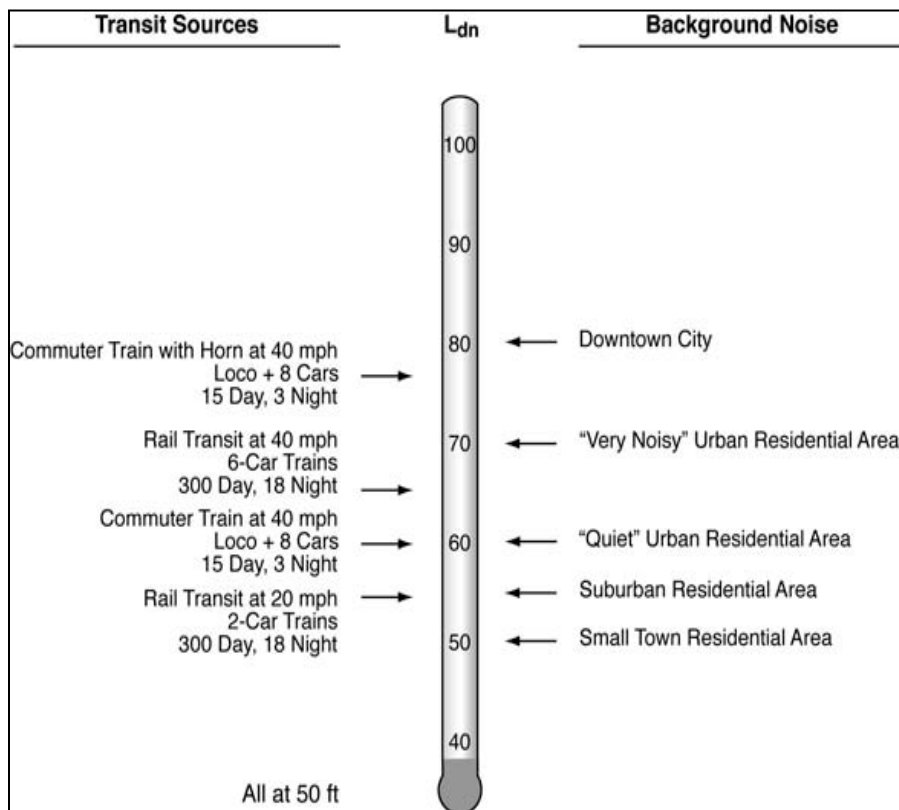 Transit Sources
L_dn
Background Noise
100
90
80
70
60
50
40
Commuter Train with Horn at 40 mph
Loco + 8 Cars
15 Day, 3 Night
Rail Transit at 40 mph
6-Car Trains
300 Day, 18 Night
Commuter Train at 40 mph
Loco + 8 Cars
15 Day, 3 Night
Rail Transit at 20 mph
2-Car Trains
300 Day, 18 Night
All at 50 ft
Downtown City
“Very Noisy” Urban Residential Area
“Quiet” Urban Residential Area
Suburban Residential Area
Small Town Residential Area